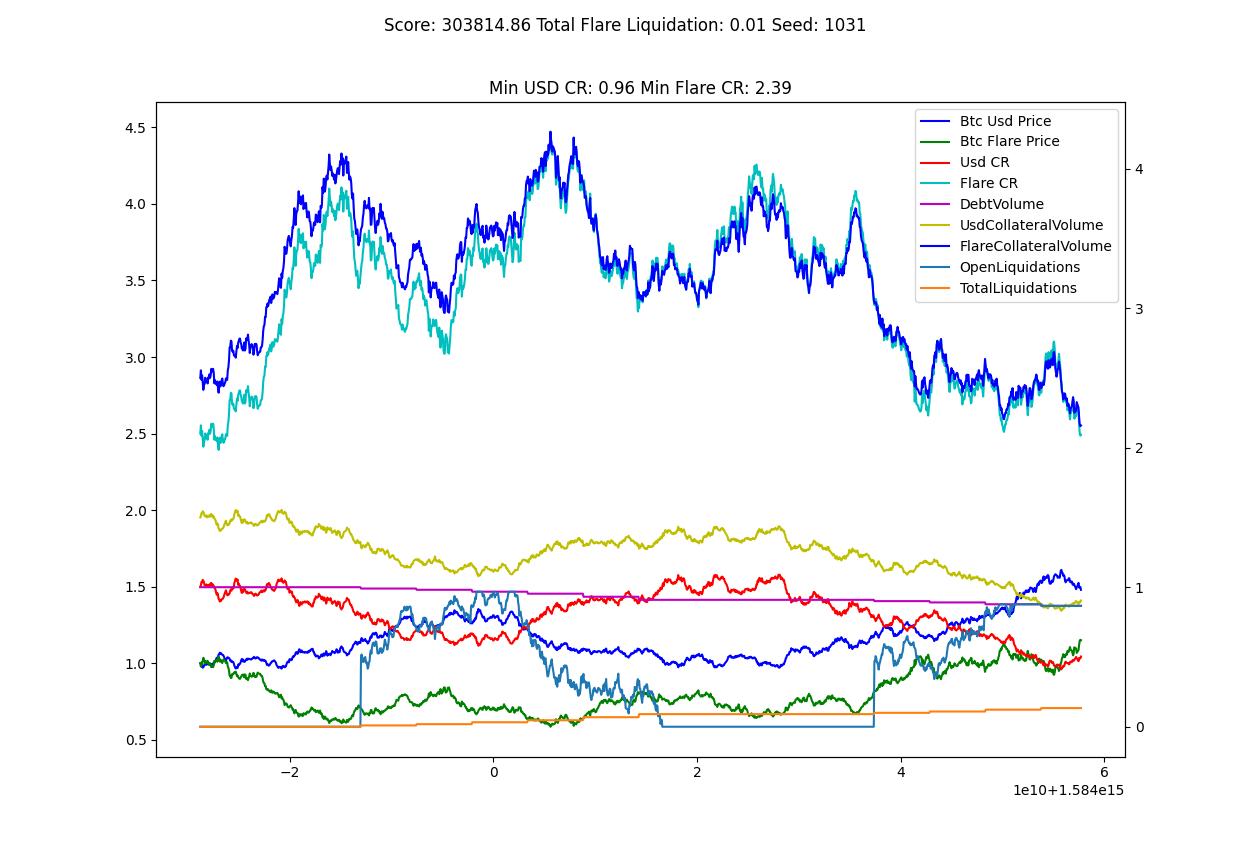 Score: 303814.86 Total Flare Liquidation: 0.01 Seed: 1031
Min USD CR: 0.96 Min Flare CR: 2.39
4.5
4.0
3.5
3.0
2.5
2.0
1.5
1.0
0.5
Btc Usd Price
Btc Flare Price
Usd CR
Flare CR
DebtVolume
UsdCollateralVolume
FlareCollateralVolume
OpenLiquidations
TotalLiquidations
4
3
2
1
0
−2 0 2 4 6
1e10+1.584e15